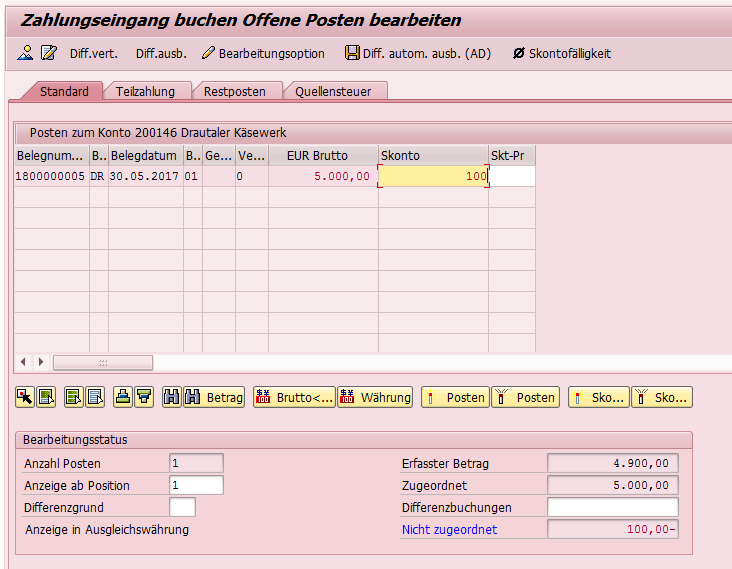 Zahlungseingang buchen Offene Posten bearbeiten
Diff.vert. Diff.ausb. Bearbeitungsoption Diff. autom. ausb. (AD) Skontofälligkeit
Standard Teilzahlung Restposten Quellensteuer
Posten zum Konto 200146 Drautaler Käsewerk
Belegnum... B.. Belegdatum B.. Ge... Ve... EUR Brutto Skonto Skt-Pr
1800000005 DR 30.05.2017 01 0 5.000,00 100
Betrag Brutto<... Währung Posten Posten Sko... Sko...
Bearbeitungsstatus
Anzahl Posten 1 Erfasster Betrag 4.900,00
Anzeige ab Position 1 Zugeordnet 5.000,00
Differenzgrund Differenzbuchungen
Anzeige in Ausgleichswährung Nicht zugeordnet 100,00-